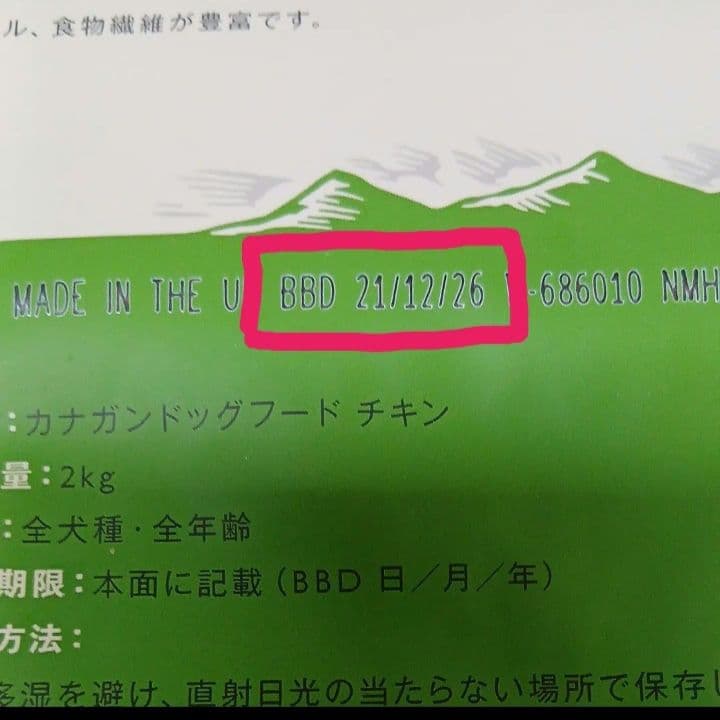 ル、食物繊維が豊富です。
MADE IN THE U BBD 21/12/26 -686010 NMH
：カナガンドッグフード チキン
量：2kg
：全犬種・全年齢
期限：本面に記載（BBD 日／月／年）
方法：
多湿を避け、直射日光の当たらない場所で保存し